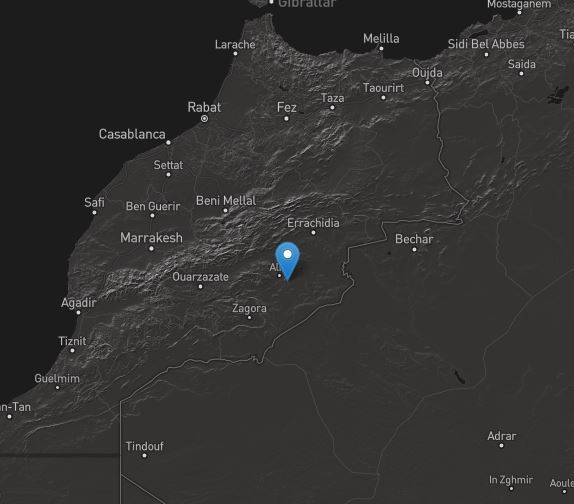 Gibraltar
Mostaganem
Larache
Melilla
Sidi Bel Abbes
Tia
Saida
Oujda
Taourirt
Taza
Rabat
Fez
Casablanca
Settat
Safi
Ben Guerir
Beni Mellal
Errachidia
Marrakesh
Bechar
Ouarzazate
Agadir
Zagora
Tiznit
Guelmim
n-Tan
Tindouf
Adrar
In Zghmir
Aoule